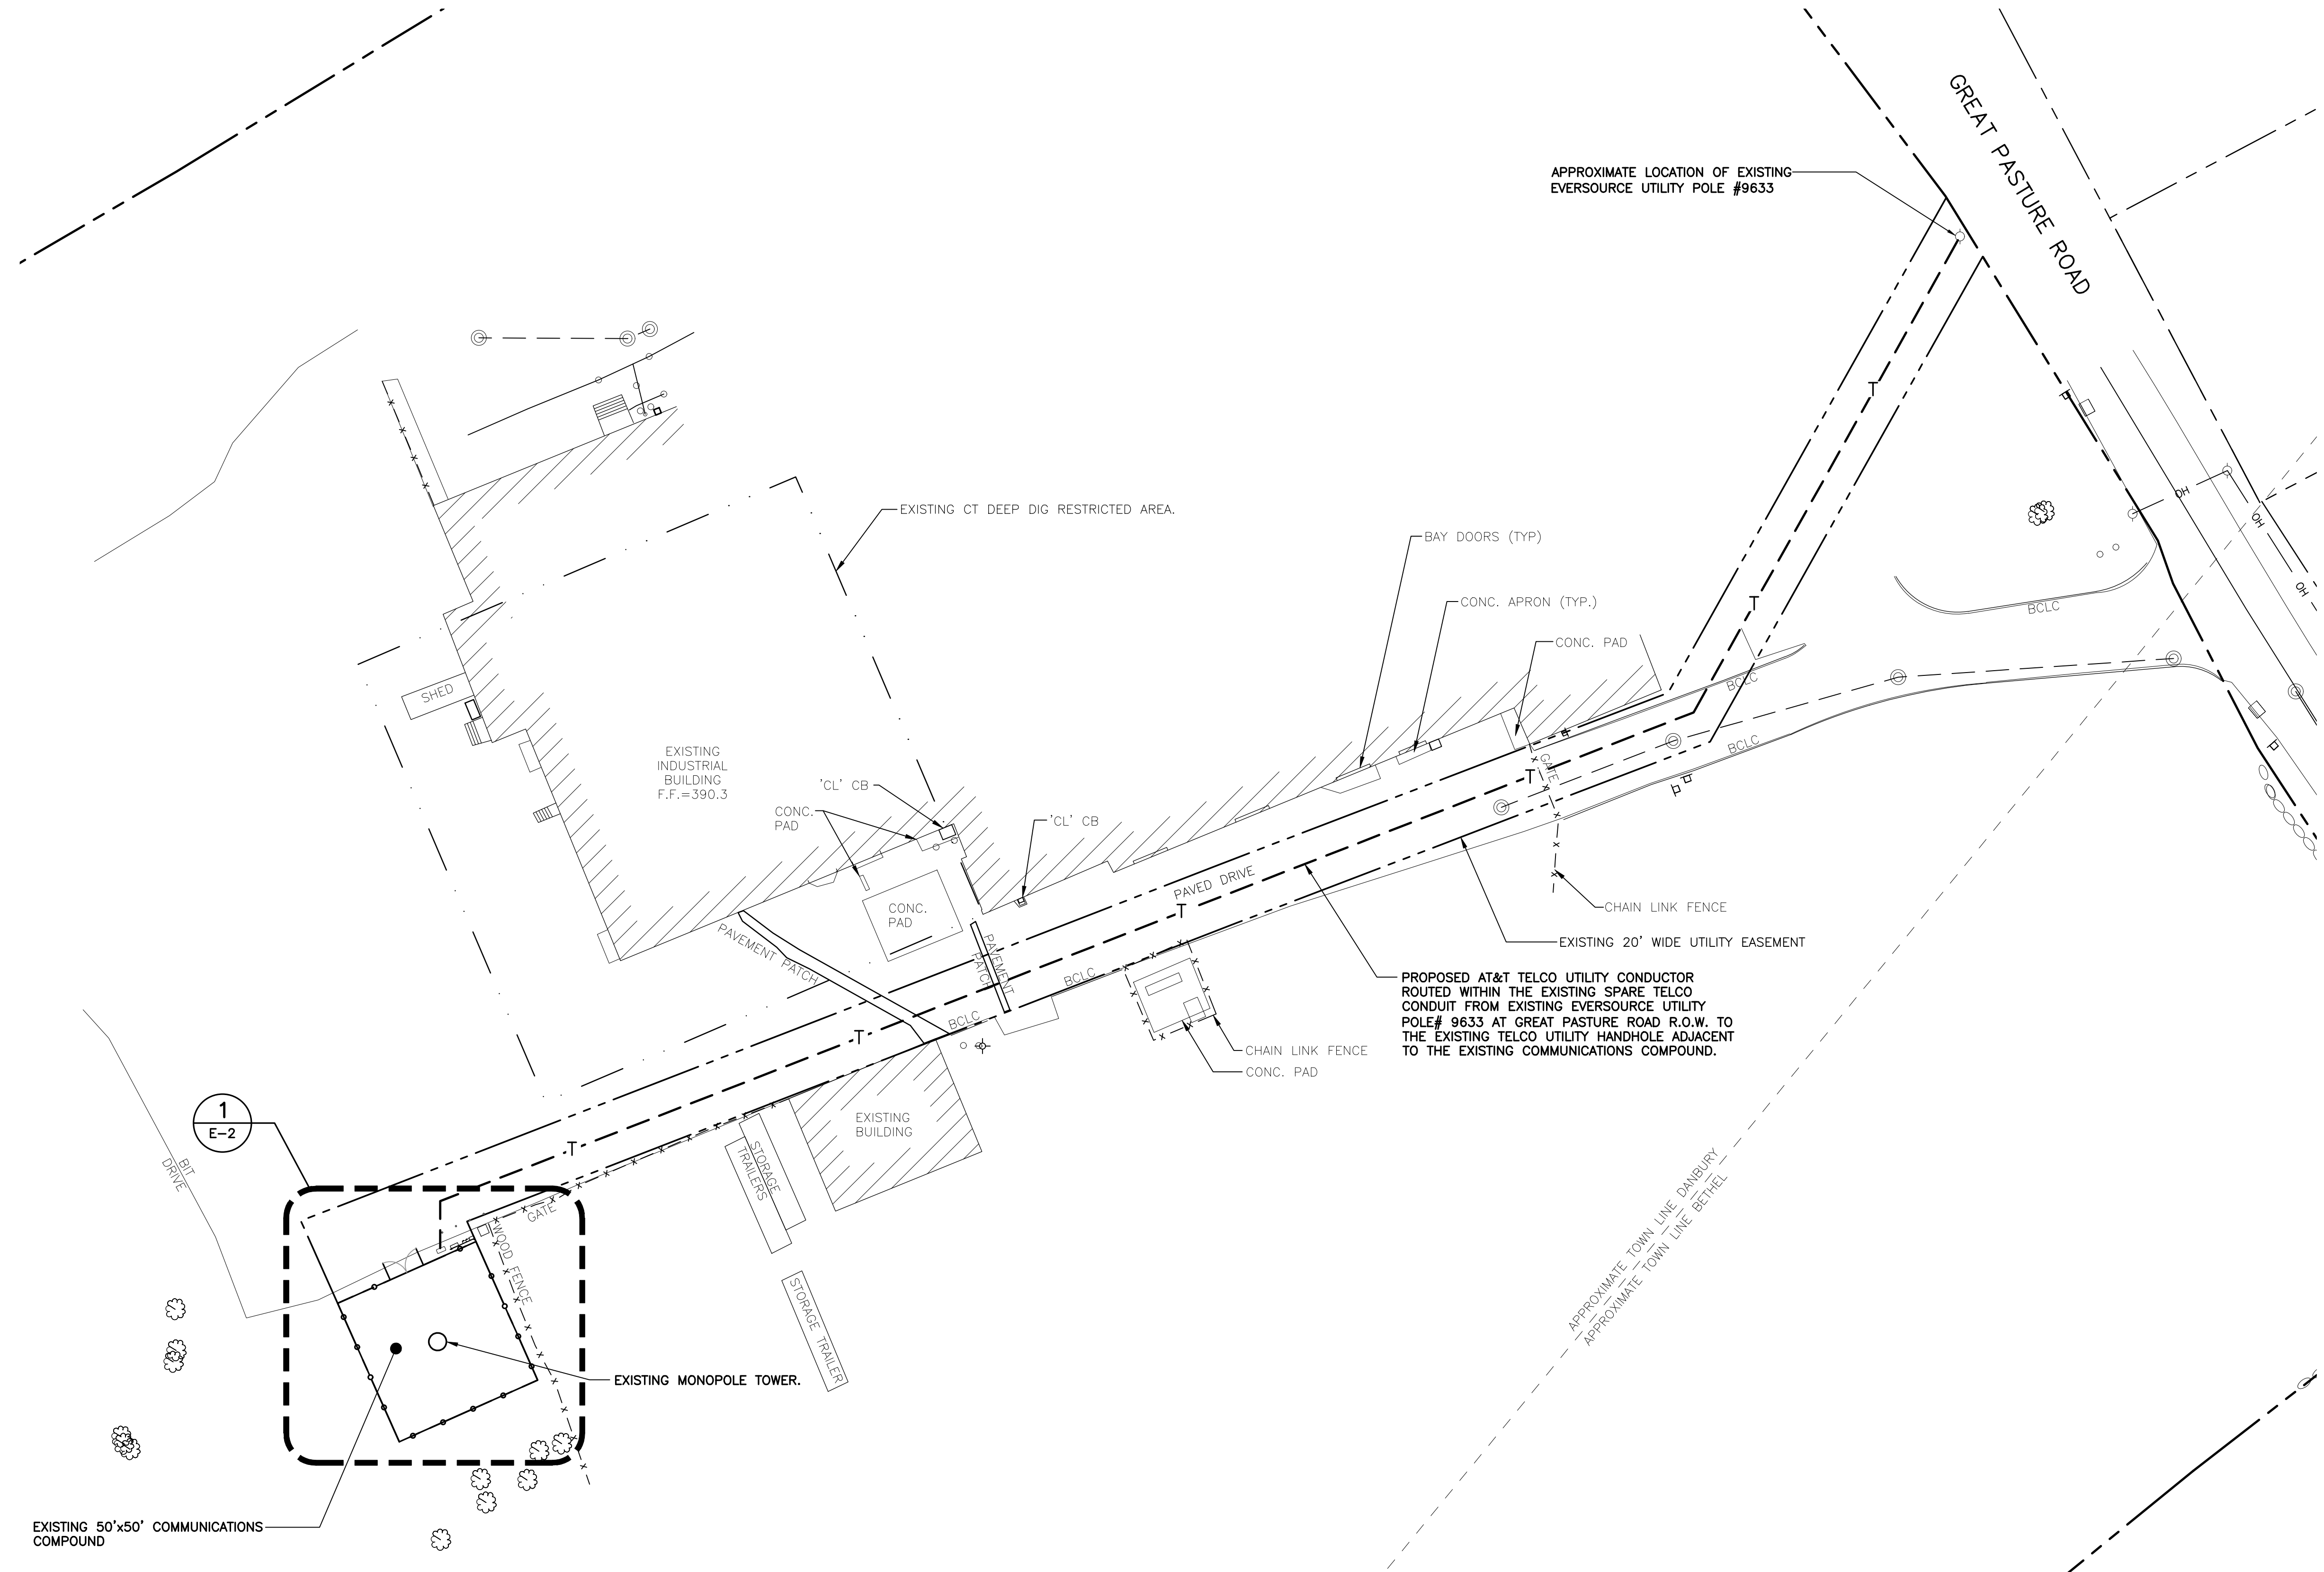 GREAT PASTURE ROAD
APPROXIMATE LOCATION OF EXISTING
EVERSOURCE UTILITY POLE #9633
T
EXISTING CT DEEP DIG RESTRICTED AREA.
OH
OH
OH
BAY DOORS (TYP)
CONC. APRON (TYP.)
T
BCLC
CONC. PAD
SHED
BCLC
BCLC
EXISTING
INDUSTRIAL
BUILDING
F.F.=390.3
GATE
T
'CL' CB
CONC.
PAD
'CL' CB
PAVED DRIVE
T
CONC.
PAD
CHAIN LINK FENCE
PAVEMENT PATCH
PAVEMENT
PATCH
EXISTING 20' WIDE UTILITY EASEMENT
BCLC
PROPOSED AT&T TELCO UTILITY CONDUCTOR
ROUTED WITHIN THE EXISTING SPARE TELCO
CONDUIT FROM EXISTING EVERSOURCE UTILITY
POLE# 9633 AT GREAT PASTURE ROAD R.O.W. TO
THE EXISTING TELCO UTILITY HANDHOLE ADJACENT
TO THE EXISTING COMMUNICATIONS COMPOUND.
T
BCLC
T
CHAIN LINK FENCE
CONC. PAD
1
E-2
EXISTING
BUILDING
T
BIT
DRIVE
STORAGE
TRAILERS
APPROXIMATE TOWN LINE DANBURY
APPROXIMATE TOWN LINE BETHEL
GATE
WOOD FENCE
STORAGE TRAILER
EXISTING MONOPOLE TOWER.
EXISTING 50'x50' COMMUNICATIONS
COMPOUND